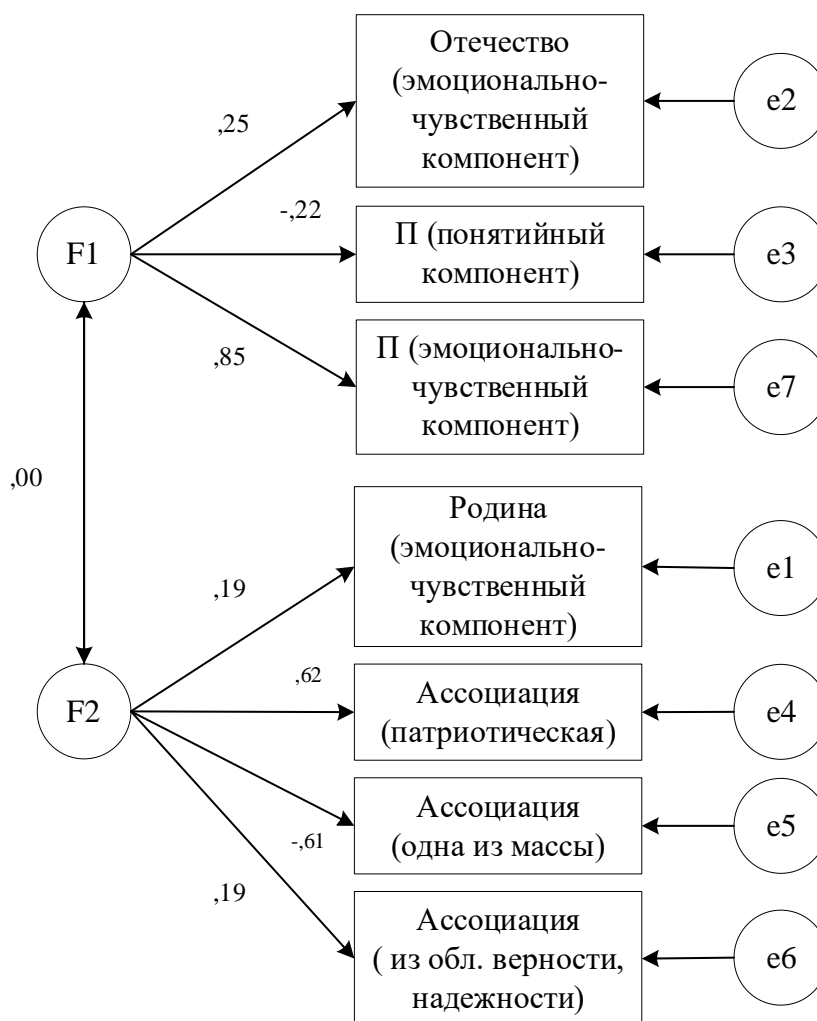 Отечество
(эмоционально-
чувственный
компонент)
e2
,25
-,22
F1
П (понятийный
компонент)
e3
,85
П (эмоционально-
чувственный
компонент)
e7
,00
Родина
(эмоционально-
чувственный
компонент)
e1
,19
,62
F2
Ассоциация
(патриотическая)
e4
-,61
Ассоциация
(одна из массы)
e5
,19
Ассоциация
( из обл. верности,
надежности)
e6